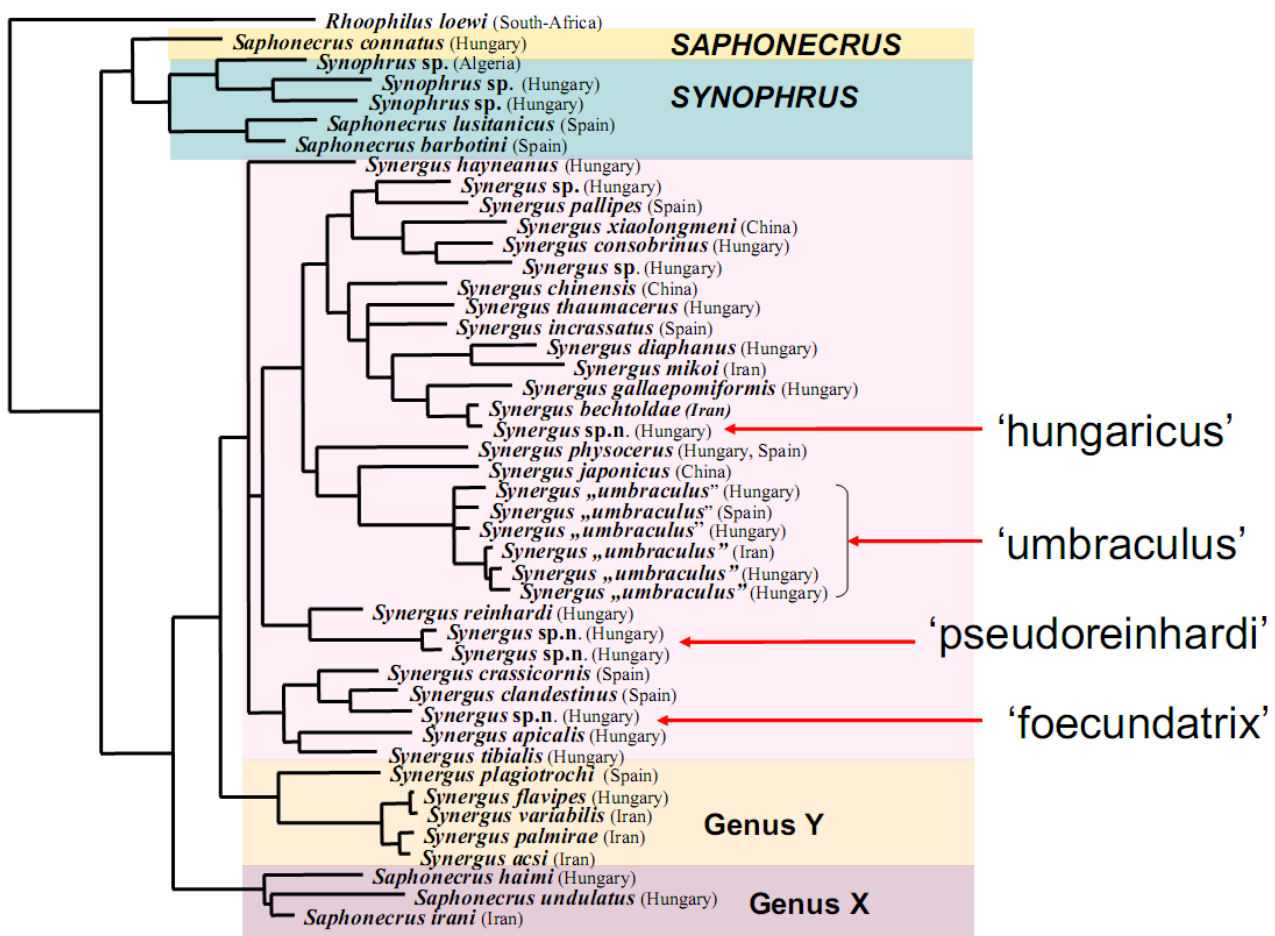 Rhoophilus loewi (South-Africa)
Saphonecrus connatus (Hungary)
SAPHONECRUS
Synophrus sp. (Algeria)
Synophrus sp. (Hungary)
SYNOPHRUS
Synophrus sp. (Hungary)
Saphonecrus lusitanicus (Spain)
Saphonecrus barbotini (Spain)
Synergus hayneanus (Hungary)
Synergus sp. (Hungary)
Synergus pallipes (Spain)
Synergus xiaolongmeni (China)
Synergus consobrinus (Hungary)
Synergus sp. (Hungary)
Synergus chinensis (China)
Synergus thaumacerus (Hungary)
Synergus incrassatus (Spain)
Synergus diaphanus (Hungary)
Synergus mikoi (Iran)
Synergus gallaepomiformis (Hungary)
Synergus bechtoldae (Iran)
Synergus sp.n. (Hungary)
‘hungaricus’
Synergus physocerus (Hungary, Spain)
Synergus japonicus (China)
Synergus „umbraculus” (Hungary)
Synergus „umbraculus” (Spain)
Synergus „umbraculus” (Hungary)
‘umbraculus’
Synergus „umbraculus” (Iran)
Synergus „umbraculus” (Hungary)
Synergus „umbraculus” (Hungary)
Synergus reinhardi (Hungary)
Synergus sp.n. (Hungary)
‘pseudoreinhardi’
Synergus sp.n. (Hungary)
Synergus crassicornis (Spain)
Synergus clandestinus (Spain)
Synergus sp.n. (Hungary)
‘foecundatrix’
Synergus apicalis (Hungary)
Synergus tibialis (Hungary)
Synergus plagiotrochi (Spain)
Synergus flavipes (Hungary)
Synergus variabilis (Iran)
Genus Y
Synergus palmirae (Iran)
Synergus acsi (Iran)
Saphonecrus haimi (Hungary)
Saphonecrus undulatus (Hungary)
Genus X
Saphonecrus irani (Iran)